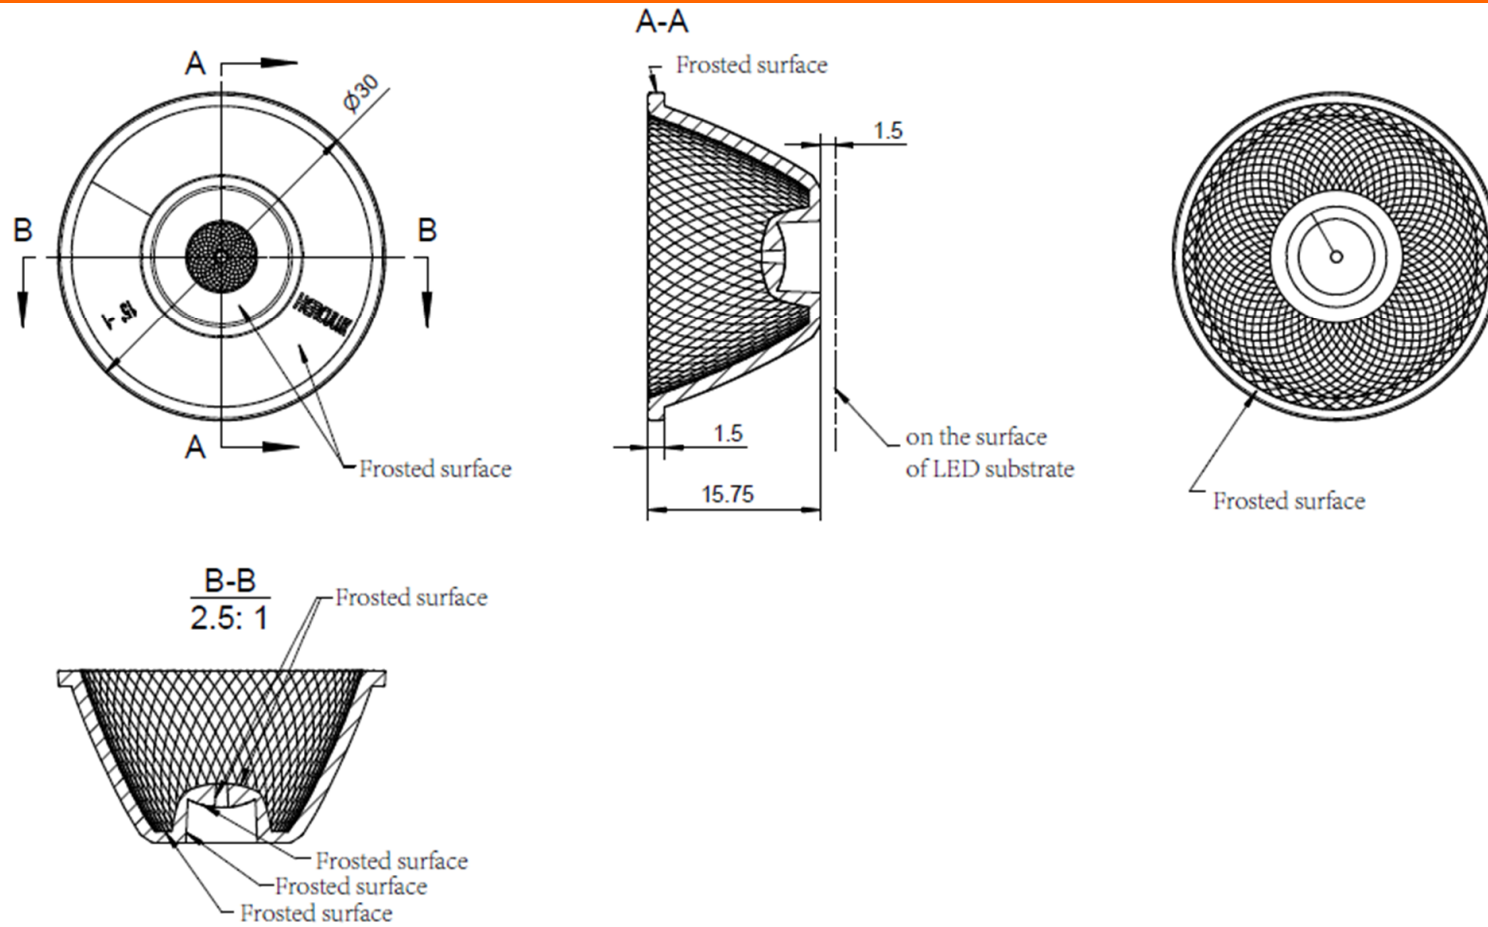 A-A
Frosted surface
A
Ø30
1.5
B
B
HERCULUX
A
Frosted surface
1.5
on the surface
of LED substrate
15.75
Frosted surface
B-B
2.5: 1
Frosted surface
Frosted surface
Frosted surface
Frosted surface